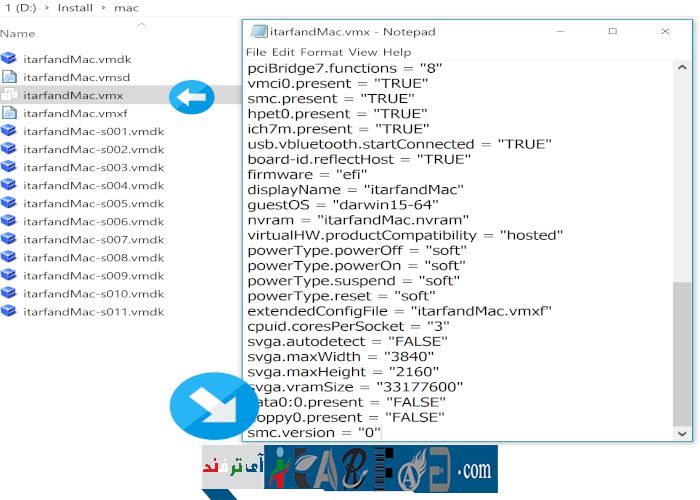 1 (D:) › Install › mac
Name
itarfandMac.vmdk
itarfandMac.vmsd
itarfandMac.vmx
itarfandMac.vmxf
itarfandMac-s001.vmdk
itarfandMac-s002.vmdk
itarfandMac-s003.vmdk
itarfandMac-s004.vmdk
itarfandMac-s005.vmdk
itarfandMac-s006.vmdk
itarfandMac-s007.vmdk
itarfandMac-s008.vmdk
itarfandMac-s009.vmdk
itarfandMac-s010.vmdk
itarfandMac-s011.vmdk
itarfandMac.vmx - Notepad
File Edit Format View Help
pciBridge7.functions = "8"
vmci0.present = "TRUE"
smc.present = "TRUE"
hpet0.present = "TRUE"
ich7m.present = "TRUE"
usb.vbluetooth.startConnected = "TRUE"
board-id.reflectHost = "TRUE"
firmware = "efi"
displayName = "itarfandMac"
guestOS = "darwin15-64"
nvram = "itarfandMac.nvram"
virtualHW.productCompatibility = "hosted"
powerType.powerOff = "soft"
powerType.powerOn = "soft"
powerType.suspend = "soft"
powerType.reset = "soft"
extendedConfigFile = "itarfandMac.vmxf"
cpuid.coresPerSocket = "3"
svga.autodetect = "FALSE"
svga.maxWidth = "3840"
svga.maxHeight = "2160"
svga.vramSize = "33177600"
ata0:0.present = "FALSE"
oppy0.present = "FALSE"
smc.version = "0"
آی ترفند
.com